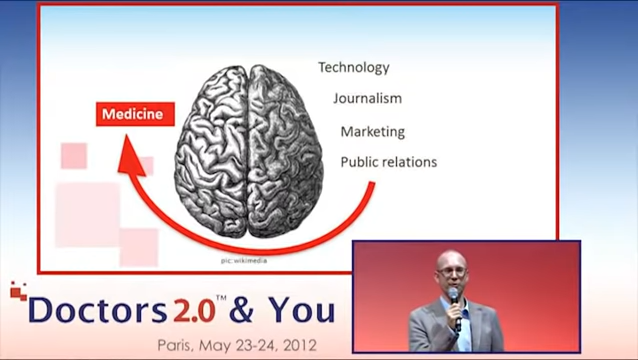 Technology
Journalism
Medicine
Marketing
Public relations
pic: wikimedia
Doctors 2.0™ & You
Paris, May 23-24, 2012